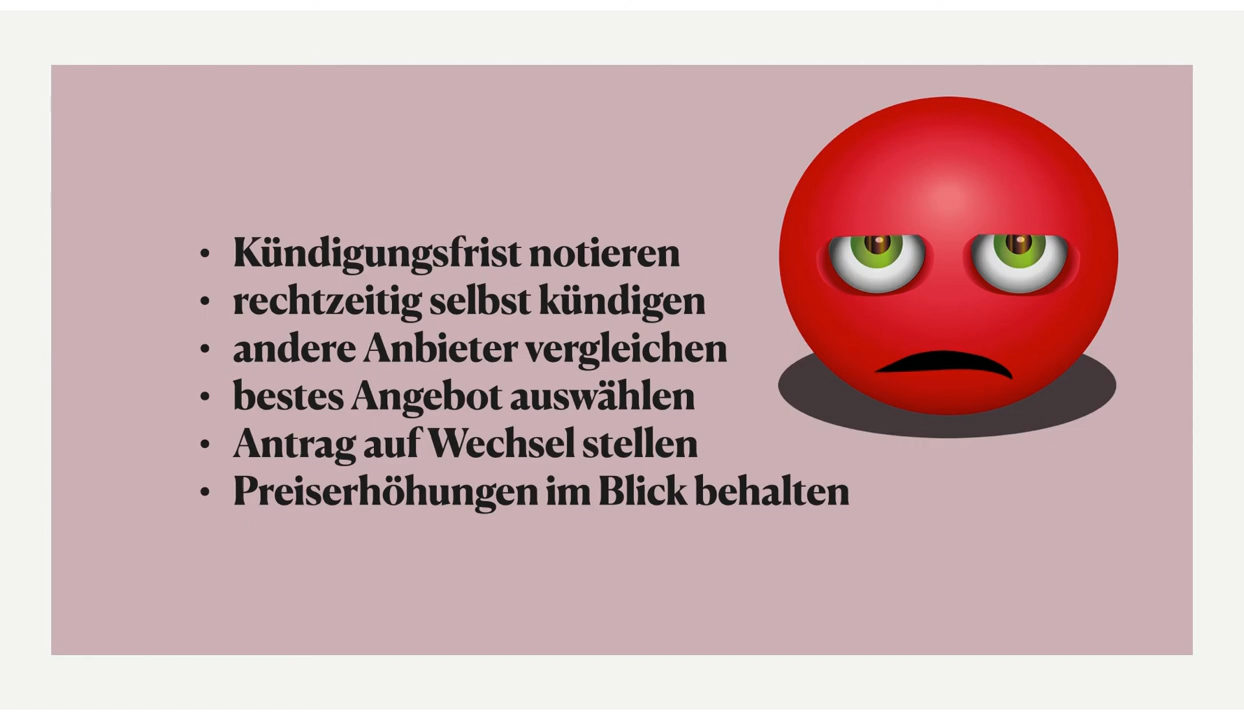 • Kündigungsfrist notieren
• rechtzeitig selbst kündigen
• andere Anbieter vergleichen
• bestes Angebot auswählen
• Antrag auf Wechsel stellen
• Preiserhöhungen im Blick behalten